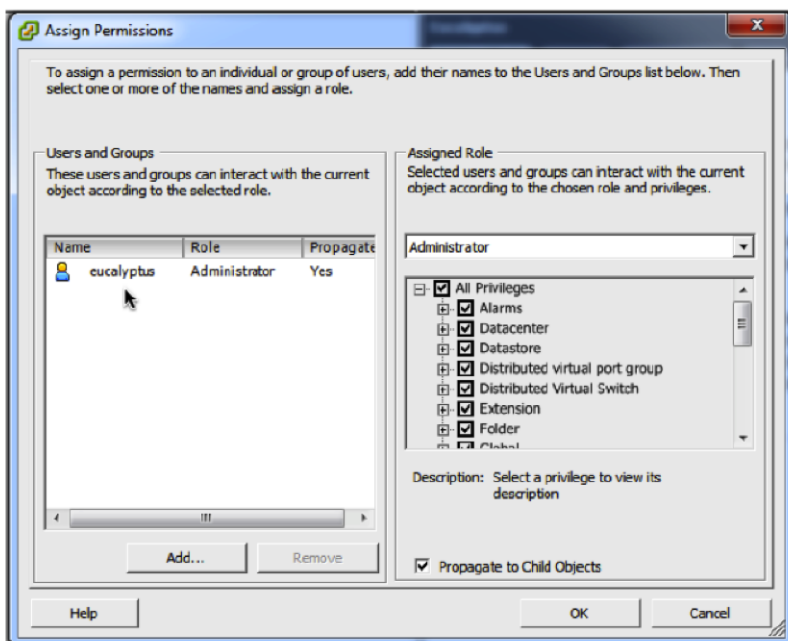 Assign Permissions
To assign a permission to an individual or group of users, add their names to the Users and Groups list below. Then
select one or more of the names and assign a role.
Users and Groups
These users and groups can interact with the current
object according to the selected role.
Name Role Propagate
eucalyptus Administrator Yes
Add...
Remove
Assigned Role
Selected users and groups can interact with the current
object according to the chosen role and privileges.
Administrator
All Privileges
Alarms
Datacenter
Datastore
Distributed virtual port group
Distributed Virtual Switch
Extension
Folder
Global
Description: Select a privilege to view its
description
Propagate to Child Objects
Help
OK
Cancel